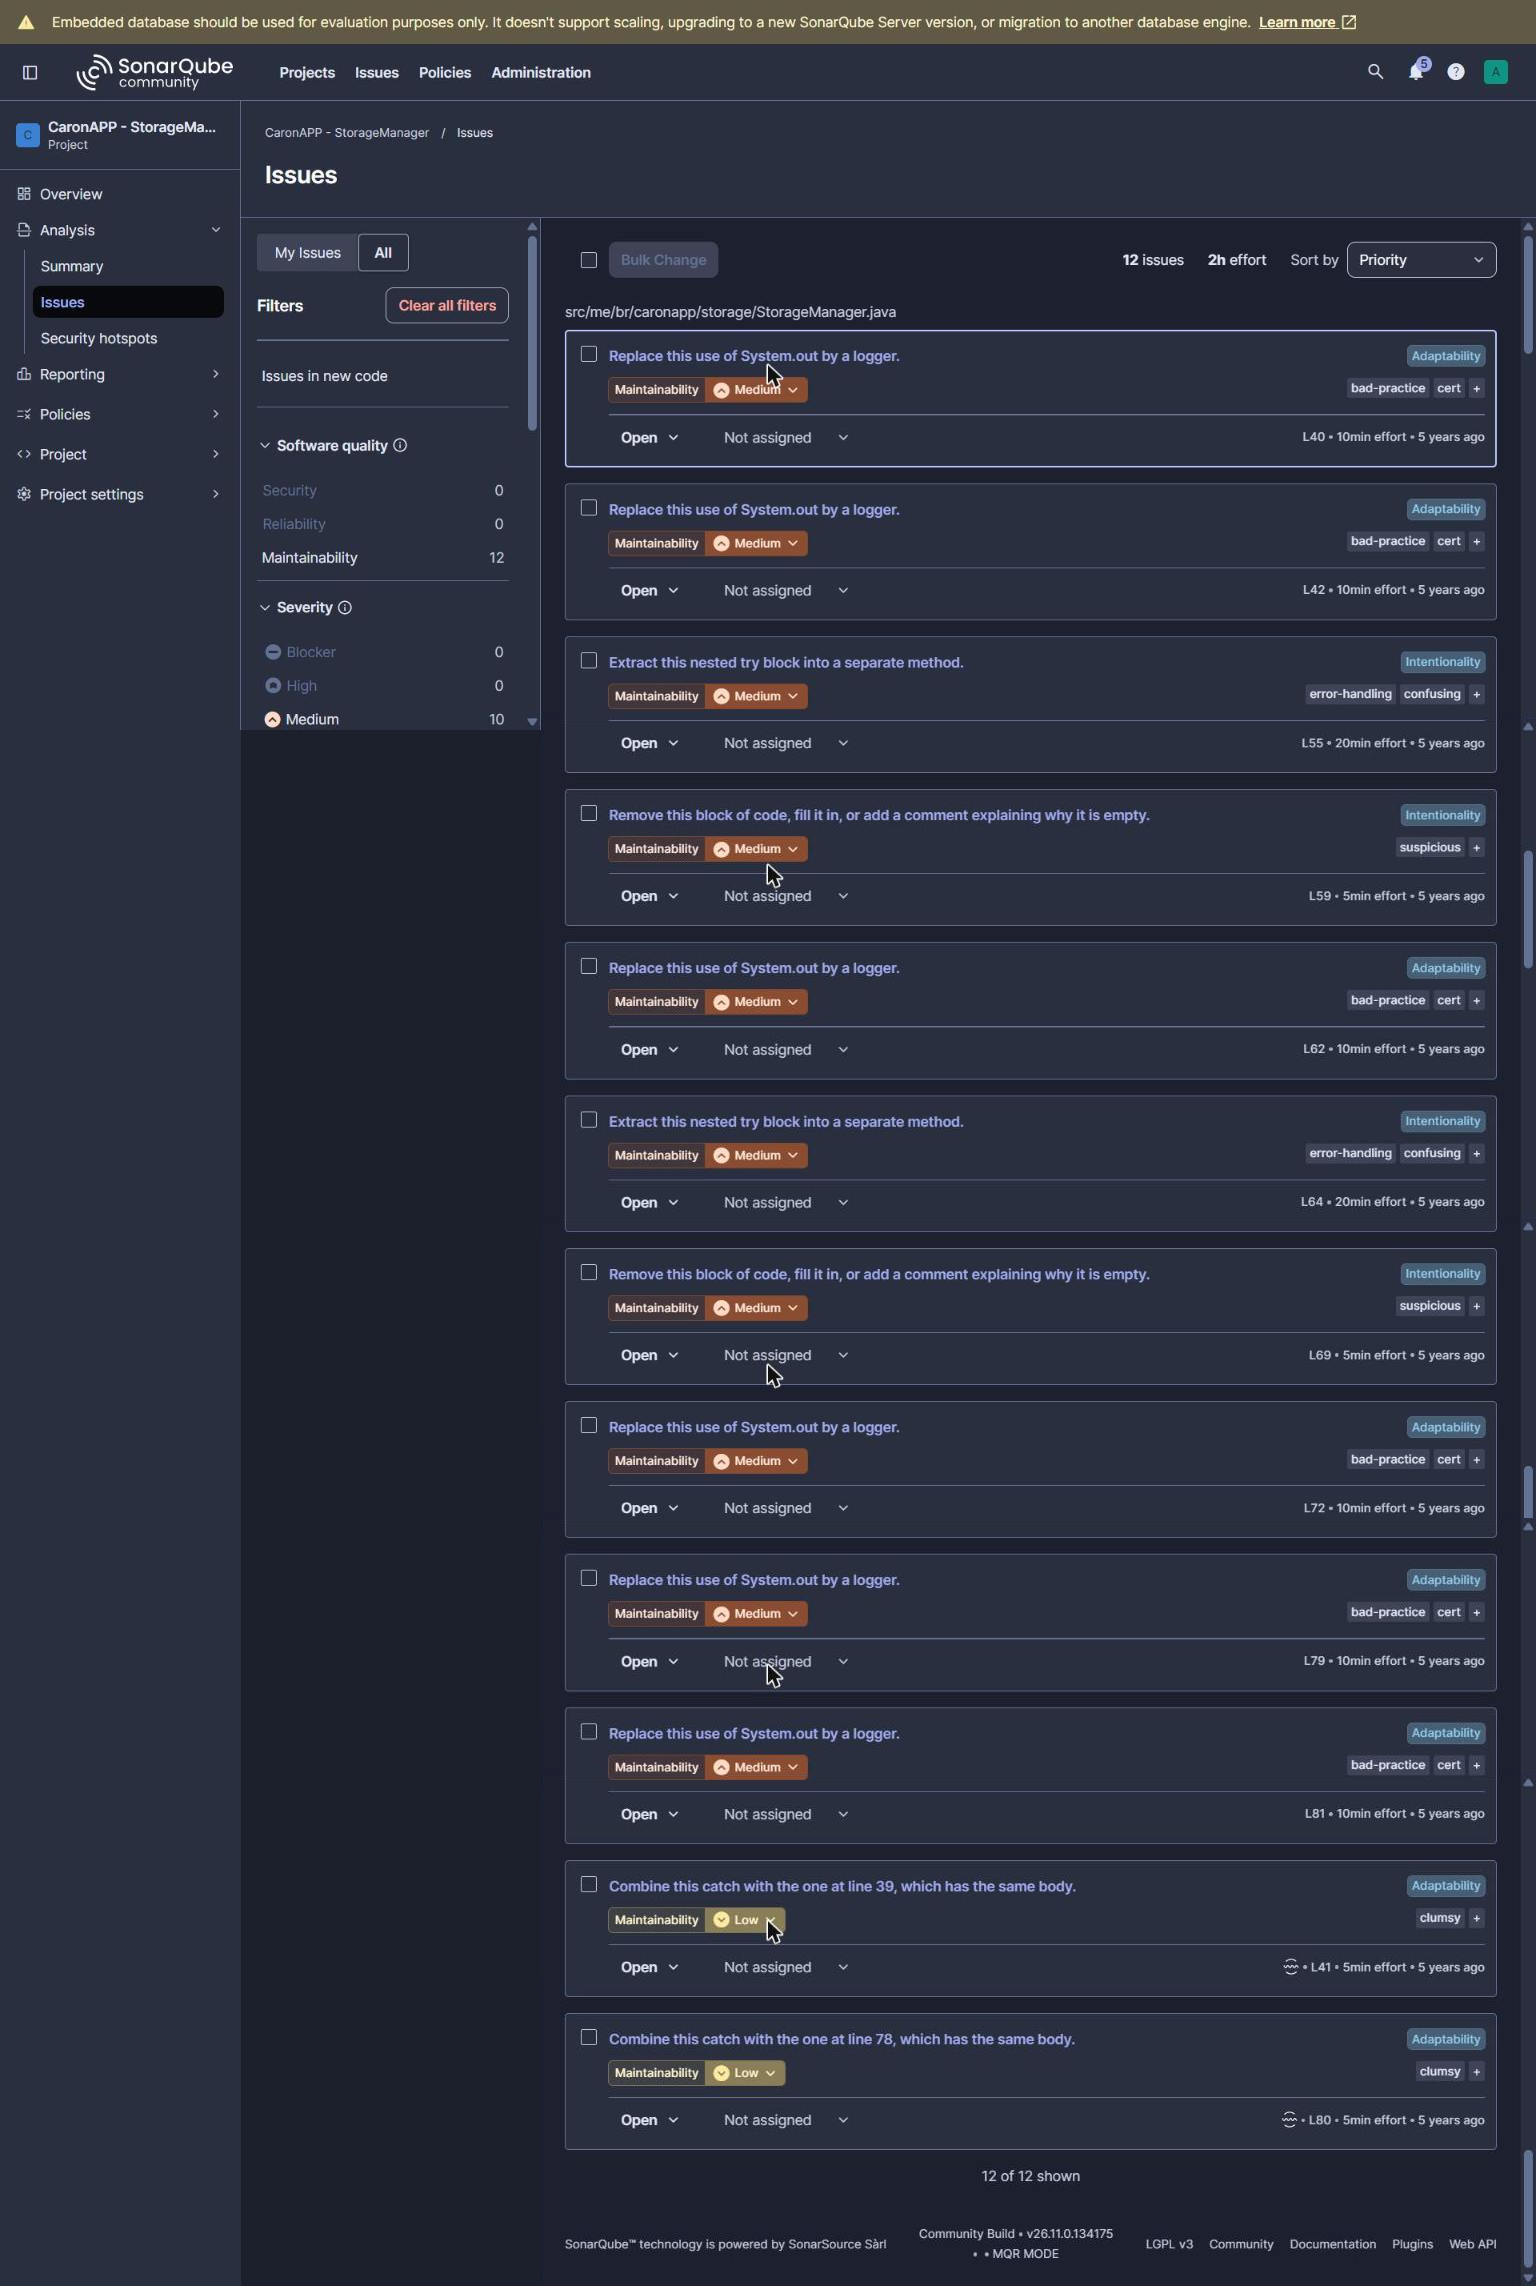 Embedded database should be used for evaluation purposes only. It doesn't support scaling, upgrading to a new SonarQube Server version, or migration to another database engine. Learn more
SonarQube community
Projects Issues Policies Administration
5
?
A
C
CaronAPP - StorageMa...
Project
Overview
Analysis
Summary
Issues
Security hotspots
Reporting
Policies
Project
Project settings
CaronAPP - StorageManager / Issues
Issues
My Issues All
Filters Clear all filters
Issues in new code
Software quality
Security 0
Reliability 0
Maintainability 12
Severity
Blocker 0
High 0
Medium 10
Bulk Change 12 issues 2h effort Sort by Priority
src/me/br/caronapp/storage/StorageManager.java
Replace this use of System.out by a logger. Adaptability
Maintainability Medium bad-practice cert +
Open Not assigned L40 • 10min effort • 5 years ago
Replace this use of System.out by a logger. Adaptability
Maintainability Medium bad-practice cert +
Open Not assigned L42 • 10min effort • 5 years ago
Extract this nested try block into a separate method. Intentionality
Maintainability Medium error-handling confusing +
Open Not assigned L55 • 20min effort • 5 years ago
Remove this block of code, fill it in, or add a comment explaining why it is empty. Intentionality
Maintainability Medium suspicious +
Open Not assigned L59 • 5min effort • 5 years ago
Replace this use of System.out by a logger. Adaptability
Maintainability Medium bad-practice cert +
Open Not assigned L62 • 10min effort • 5 years ago
Extract this nested try block into a separate method. Intentionality
Maintainability Medium error-handling confusing +
Open Not assigned L64 • 20min effort • 5 years ago
Remove this block of code, fill it in, or add a comment explaining why it is empty. Intentionality
Maintainability Medium suspicious +
Open Not assigned L69 • 5min effort • 5 years ago
Replace this use of System.out by a logger. Adaptability
Maintainability Medium bad-practice cert +
Open Not assigned L72 • 10min effort • 5 years ago
Replace this use of System.out by a logger. Adaptability
Maintainability Medium bad-practice cert +
Open Not assigned L79 • 10min effort • 5 years ago
Replace this use of System.out by a logger. Adaptability
Maintainability Medium bad-practice cert +
Open Not assigned L81 • 10min effort • 5 years ago
Combine this catch with the one at line 39, which has the same body. Adaptability
Maintainability Low clumsy +
Open Not assigned • L41 • 5min effort • 5 years ago
Combine this catch with the one at line 78, which has the same body. Adaptability
Maintainability Low clumsy +
Open Not assigned • L80 • 5min effort • 5 years ago
12 of 12 shown
SonarQube™ technology is powered by SonarSource Sàrl
Community Build • v26.11.0.134175
• • MQR MODE
LGPL v3 Community Documentation Plugins Web API